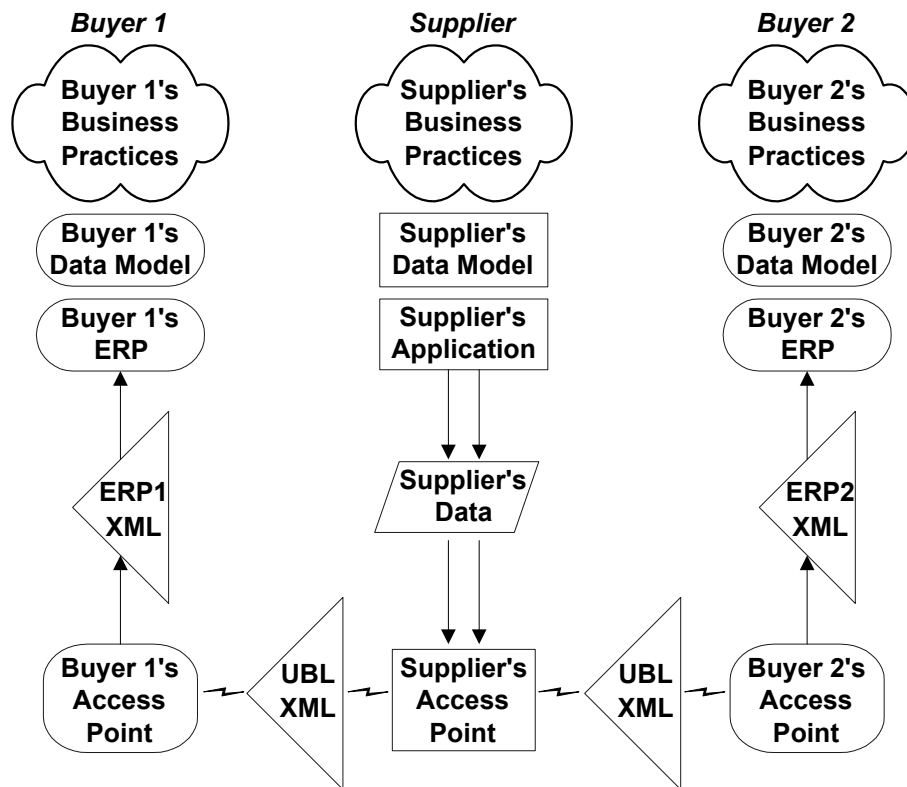 Buyer 1
Supplier
Buyer 2
Buyer 1's
Business
Practices
Supplier's
Business
Practices
Buyer 2's
Business
Practices
Buyer 1's
Data Model
Supplier's
Data Model
Buyer 2's
Data Model
Buyer 1's
ERP
Supplier's
Application
Buyer 2's
ERP
ERP1
XML
Supplier's
Data
ERP2
XML
Buyer 1's
Access
Point
UBL
XML
Supplier's
Access
Point
UBL
XML
Buyer 2's
Access
Point